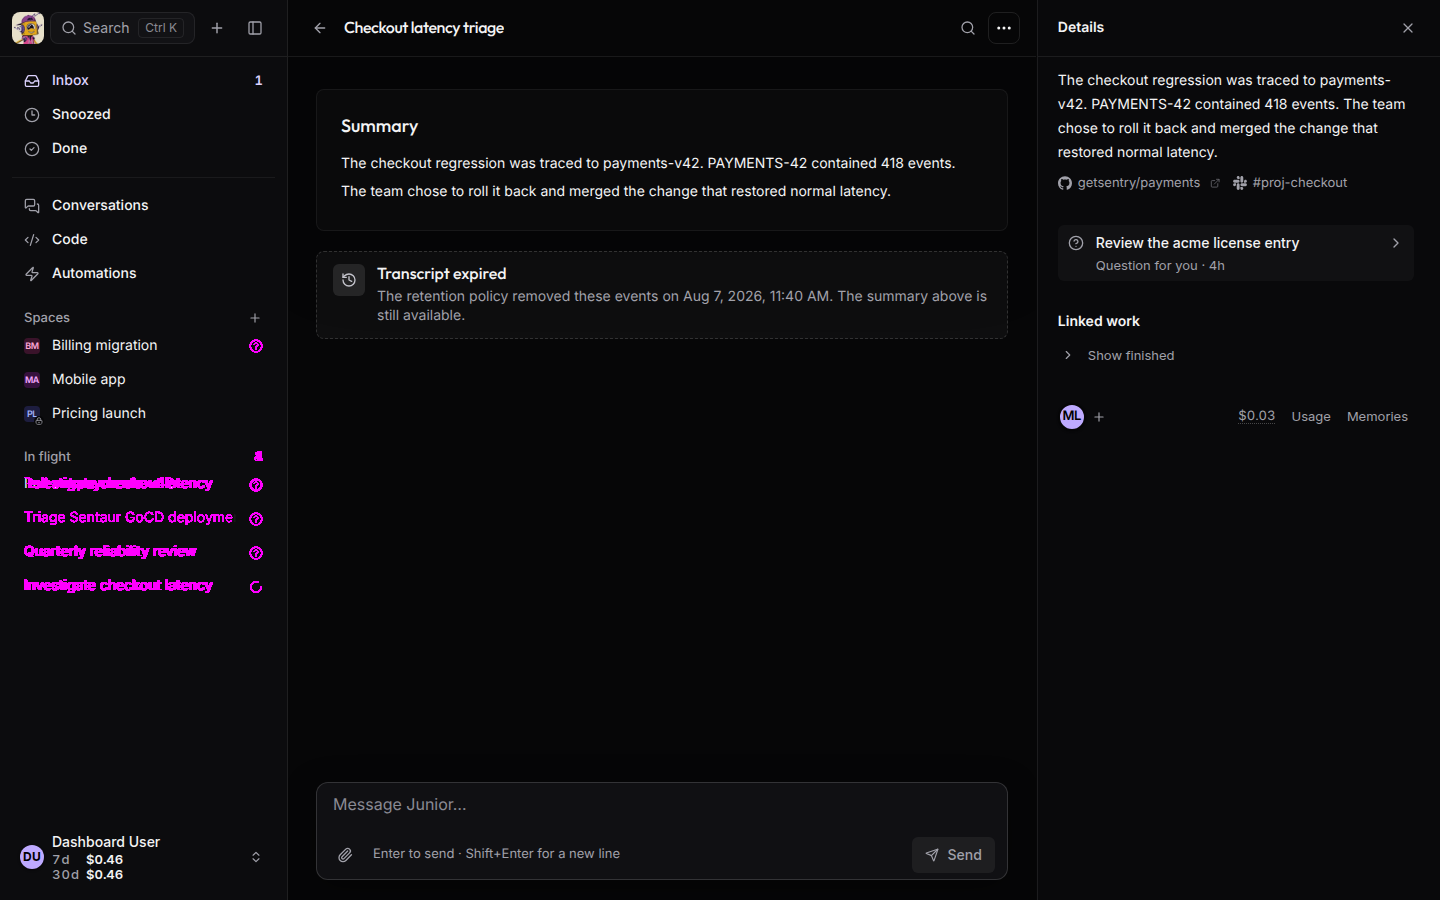 Search Ctrl K
Inbox 1
Snoozed
Done
Conversations
Code
Automations
Spaces
BM Billing migration
MA Mobile app
PL Pricing launch
In flight
latency
Triage Sentaur GoCD deployme
Quarterly reliability review
Investigate checkout latency
DU Dashboard User
7d $0.46
30d $0.46
Checkout latency triage
Summary
The checkout regression was traced to payments-v42. PAYMENTS-42 contained 418 events.
The team chose to roll it back and merged the change that restored normal latency.
Transcript expired
The retention policy removed these events on Aug 7, 2026, 11:40 AM. The summary above is
still available.
Message Junior...
Enter to send · Shift+Enter for a new line
Send
Details
The checkout regression was traced to payments-
v42. PAYMENTS-42 contained 418 events. The team
chose to roll it back and merged the change that
restored normal latency.
getsentry/payments #proj-checkout
Review the acme license entry
Question for you · 4h
Linked work
Show finished
ML $0.03 Usage Memories